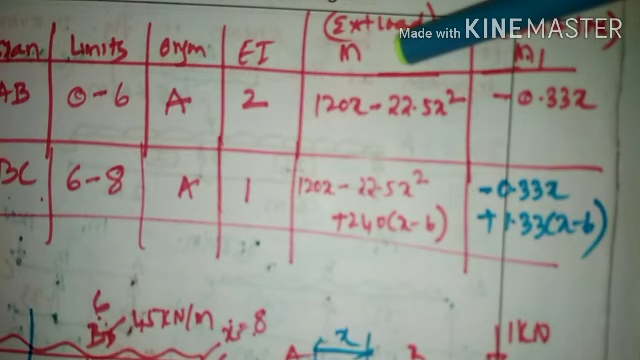 (Ext Load)
Made with KINEMASTER
Span Limits Origin EI M m1
AB 0-6 A 2 120x-22.5x² -0.33x
BC 6-8 A 1 120x-22.5x² -0.33x
+240(x-6) +1.33(x-6)
C
B 45KN/m x=8
x 1KN
A B